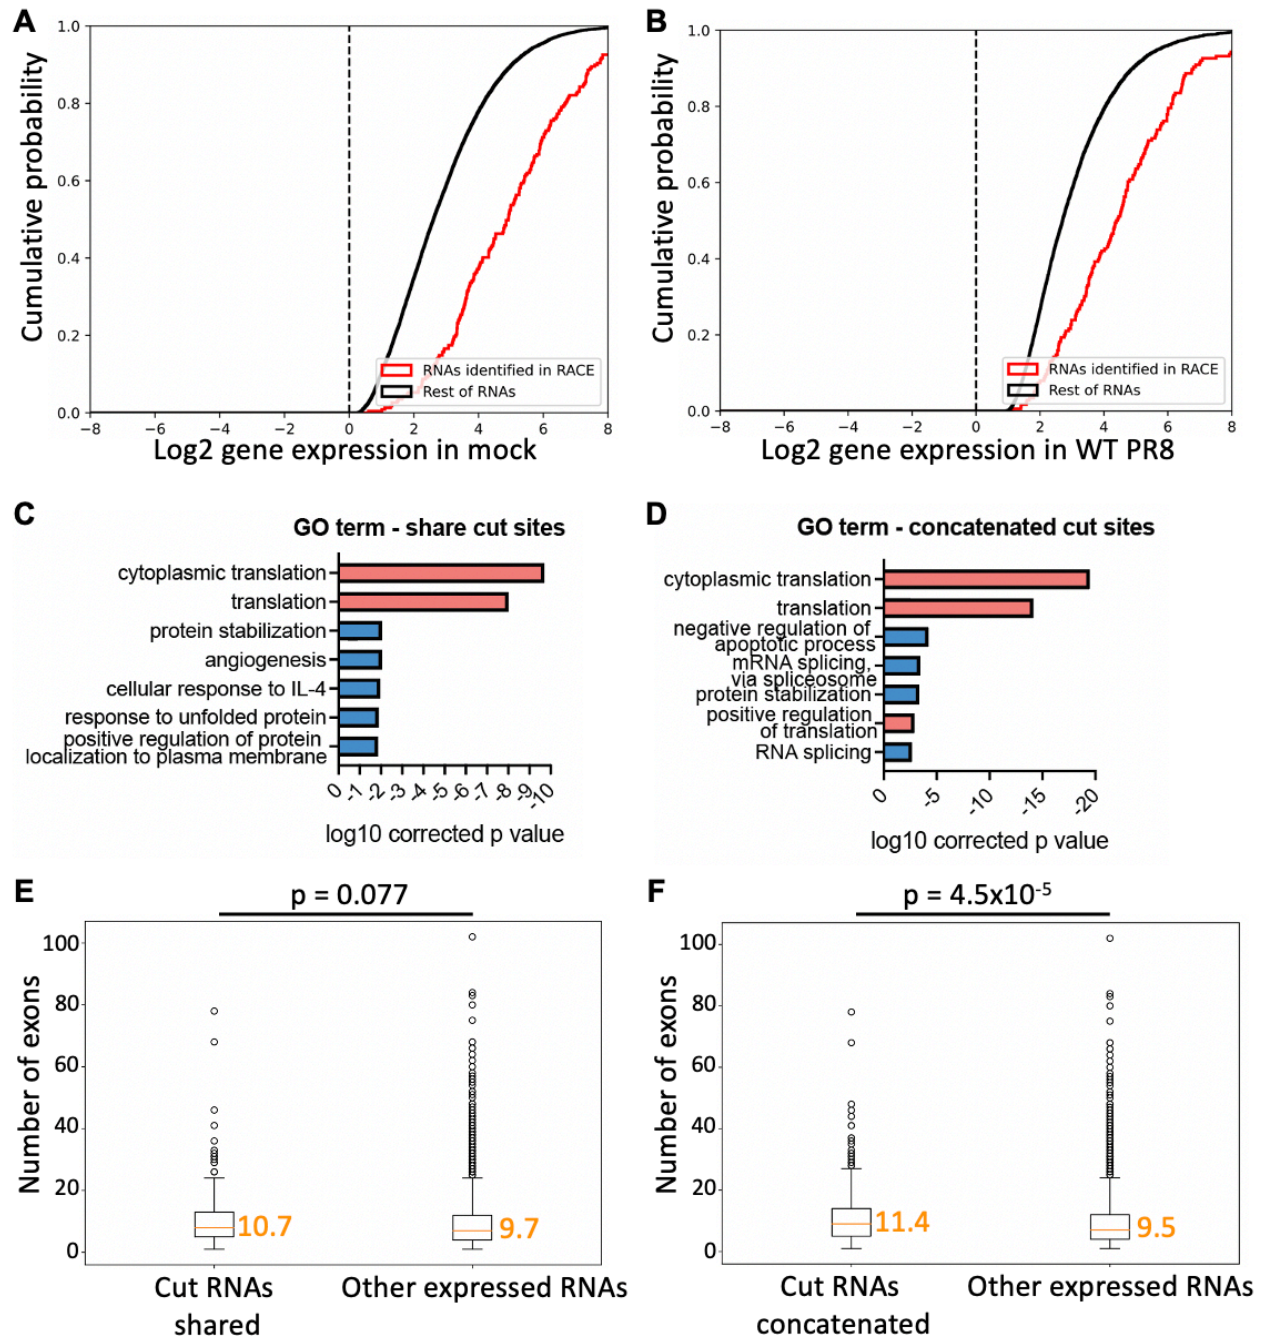 A
B
Cumulative probability
1.0
0.8
0.6
0.4
0.2
0.0
RNAs identified in RACE
Rest of RNAs
−8 −6 −4 −2 0 2 4 6 8
Log2 gene expression in mock
Cumulative probability
1.0
0.8
0.6
0.4
0.2
0.0
RNAs identified in RACE
Rest of RNAs
−8 −6 −4 −2 0 2 4 6 8
Log2 gene expression in WT PR8
C
GO term - share cut sites
cytoplasmic translation
translation
protein stabilization
angiogenesis
cellular response to IL-4
response to unfolded protein
positive regulation of protein
localization to plasma membrane
0 -1 -2 -3 -4 -5 -6 -7 -8 -9 -10
log10 corrected p value
D
GO term - concatenated cut sites
cytoplasmic translation
translation
negative regulation of
apoptotic process
mRNA splicing,
via spliceosome
protein stabilization
positive regulation
of translation
RNA splicing
0 -5 -10 -15 -20
log10 corrected p value
E
p = 0.077
Number of exons
100
80
60
40
20
0
10.7
9.7
Cut RNAs
shared
Other expressed RNAs
F
p = 4.5x10-5
Number of exons
100
80
60
40
20
0
11.4
9.5
Cut RNAs
concatenated
Other expressed RNAs